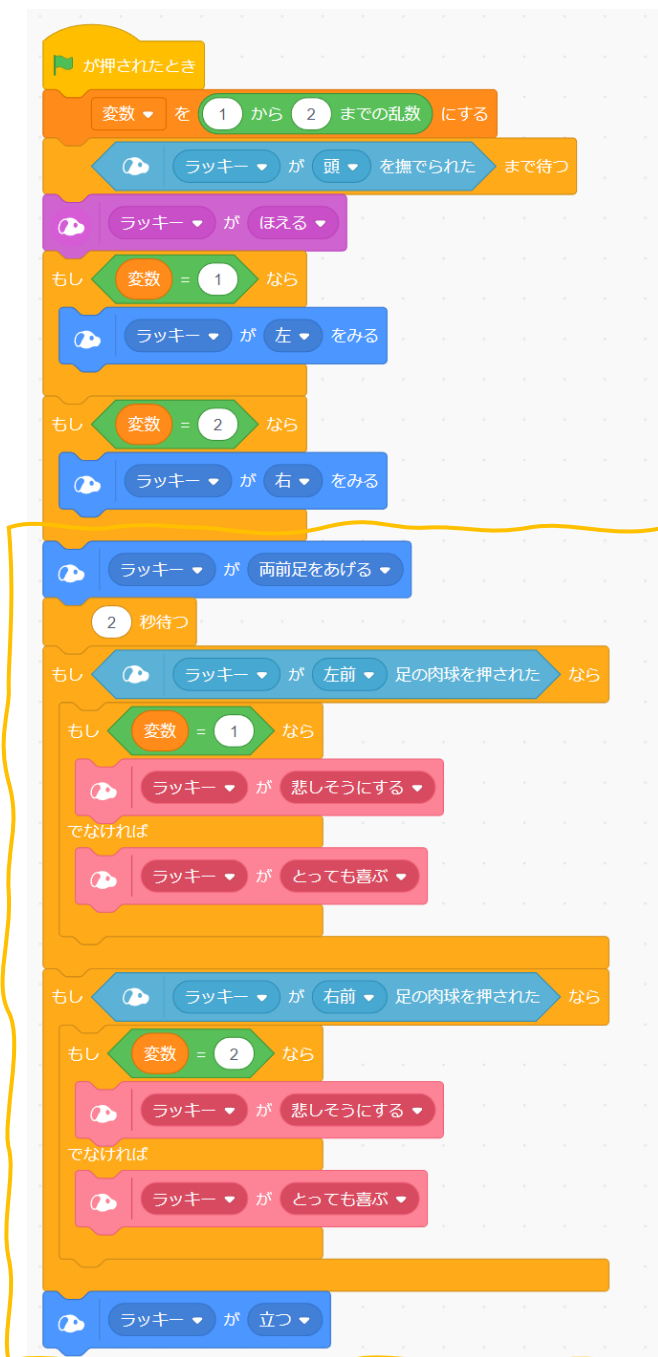 が押されたとき
変数 を 1 から 2 までの乱数 にする
ラッキー が 頭 を撫でられた まで待つ
ラッキー が ほえる
もし 変数 = 1 なら
ラッキー が 左 をみる
もし 変数 = 2 なら
ラッキー が 右 をみる
ラッキー が 両前足をあげる
2 秒待つ
もし ラッキー が 左前 足の肉球を押された なら
もし 変数 = 1 なら
ラッキー が 悲しそうにする
でなければ
ラッキー が とっても喜ぶ
もし ラッキー が 右前 足の肉球を押された なら
もし 変数 = 2 なら
ラッキー が 悲しそうにする
でなければ
ラッキー が とっても喜ぶ
ラッキー が 立つ